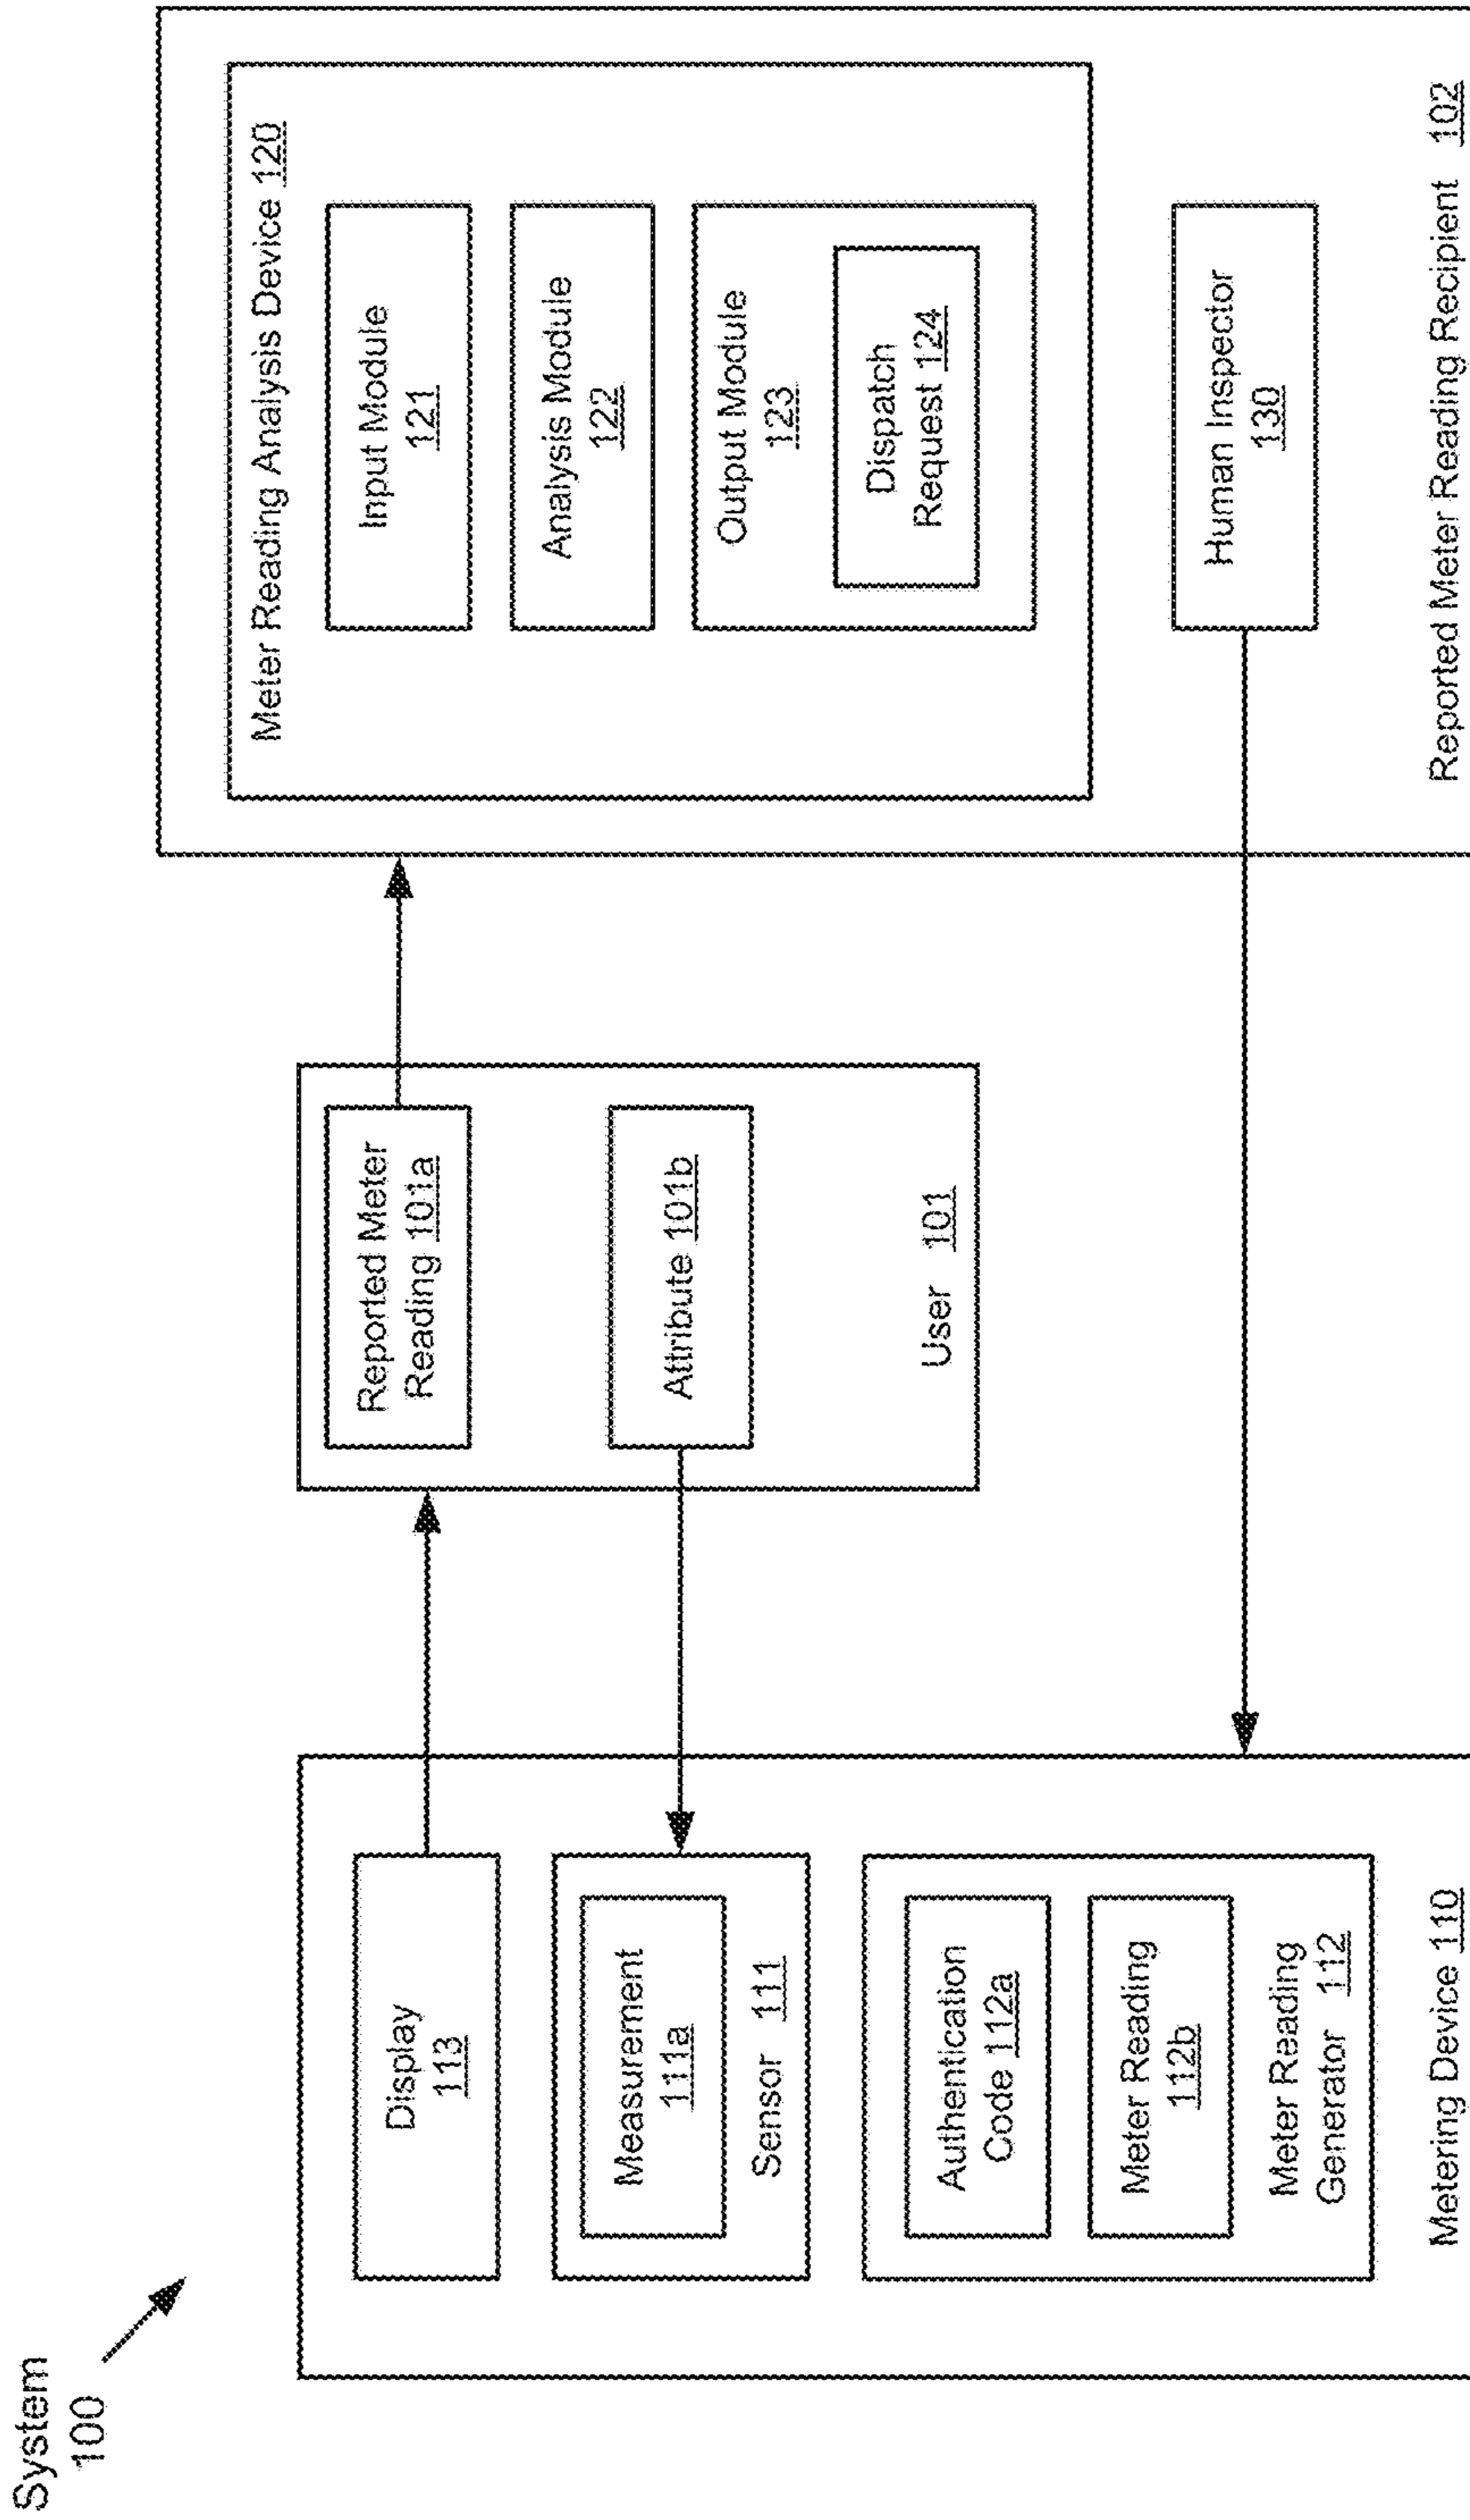 System
100
Display
113
Measurement
111a
Sensor 111
Authentication
Code 112a
Meter Reading
112b
Meter Reading
Generator 112
Metering Device 110
Reported Meter
Reading 101a
Attribute 101b
User 101
Meter Reading Analysis Device 120
Input Module
121
Analysis Module
122
Output Module
123
Dispatch
Request 124
Human Inspector
130
Reported Meter Reading Recipient 102